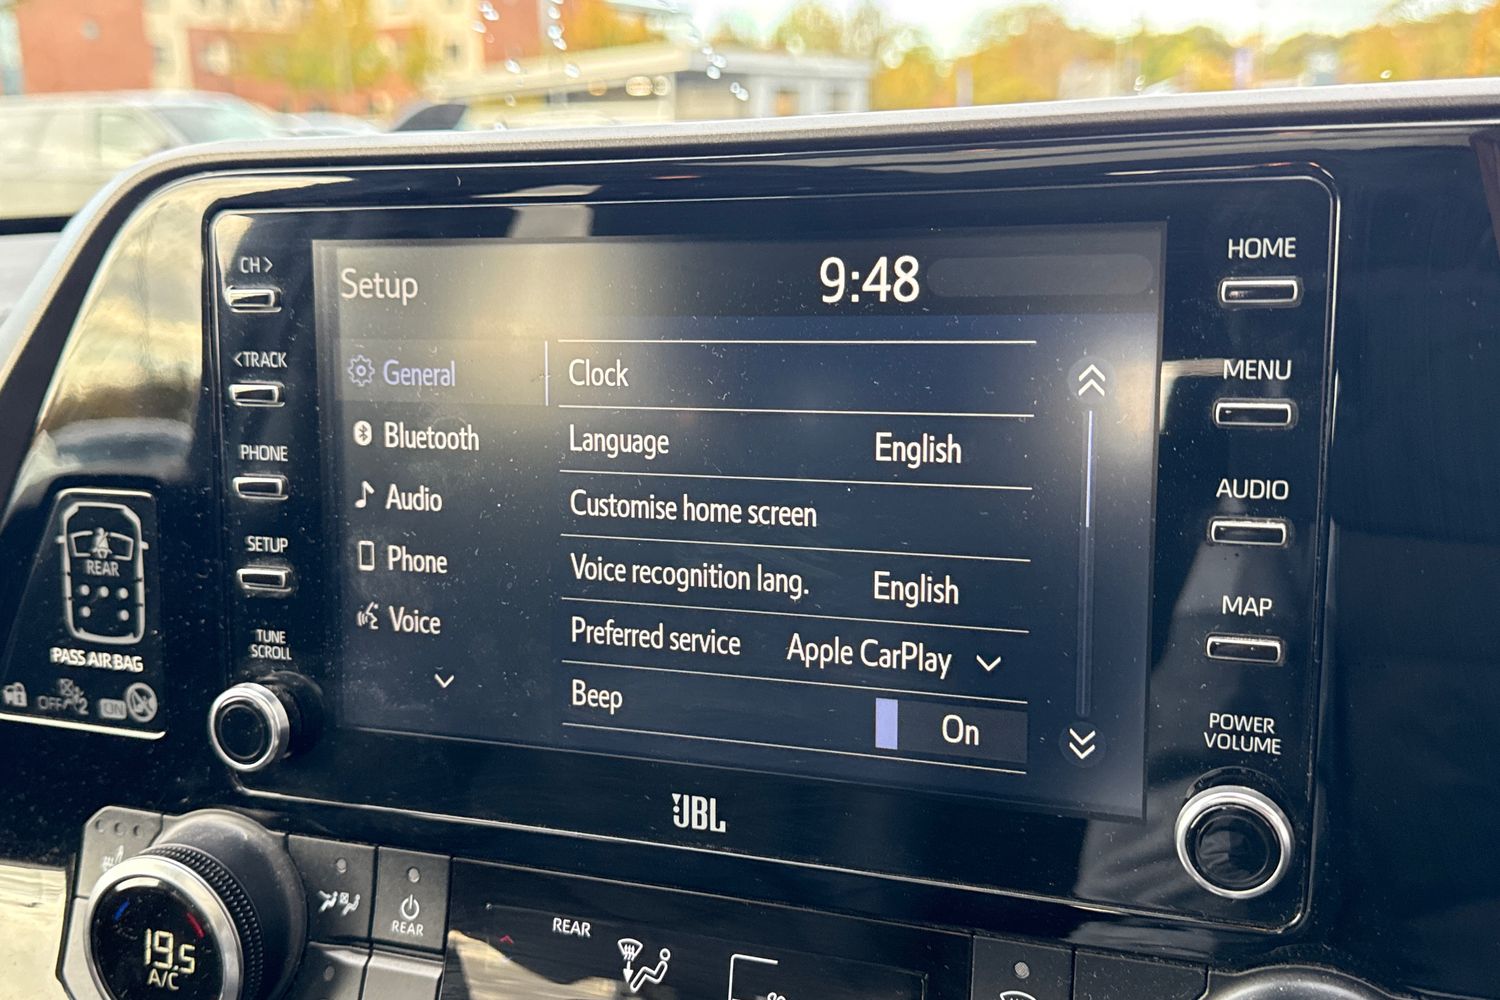 CH>
<TRACK
PHONE
SETUP
TUNE
SCROLL
Setup
9:48
General
Bluetooth
Audio
Phone
Voice
Clock
Language English
Customise home screen
Voice recognition lang. English
Preferred service Apple CarPlay
Beep On
HOME
MENU
AUDIO
MAP
POWER
VOLUME
JBL
REAR
PASS AIR BAG
OFF 2
ON
19.5
A/C
REAR
REAR